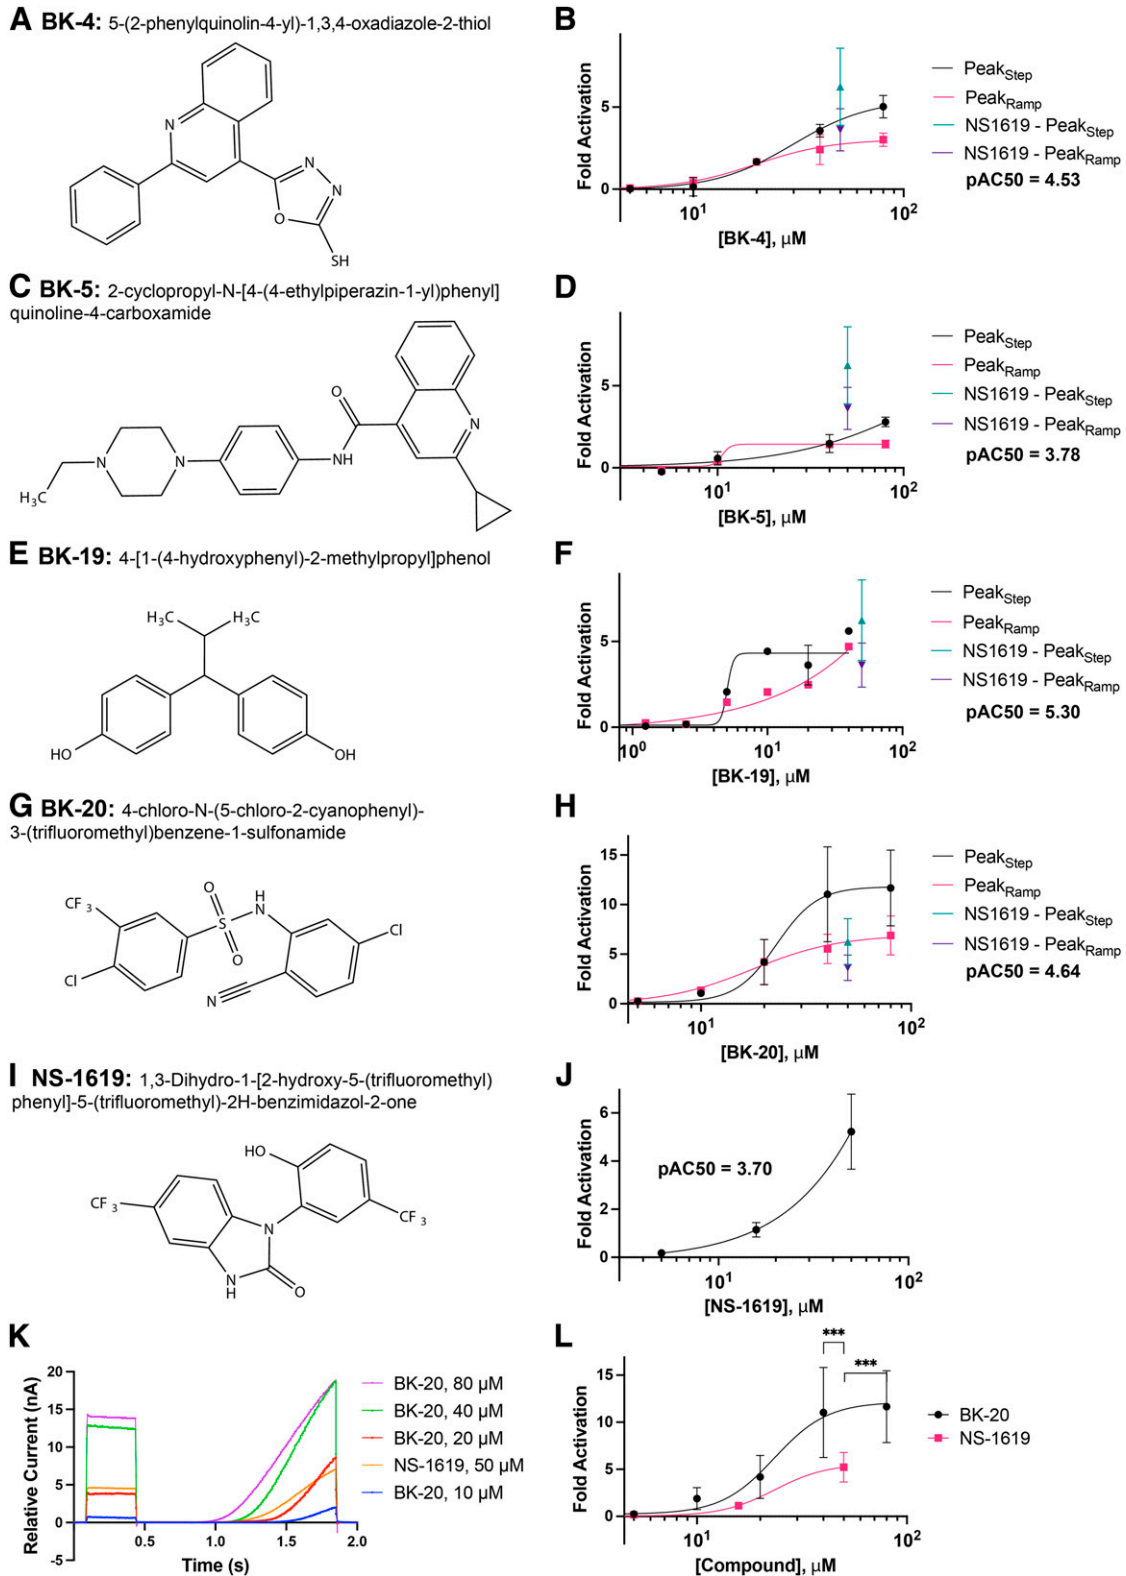 A BK-4: 5-(2-phenylquinolin-4-yl)-1,3,4-oxadiazole-2-thiol
N
N
N
O
SH
B
Fold Activation
5
0
10¹
10²
[BK-4], µM
PeakStep
PeakRamp
NS1619 - PeakStep
NS1619 - PeakRamp
pAC50 = 4.53
C BK-5: 2-cyclopropyl-N-[4-(4-ethylpiperazin-1-yl)phenyl]
quinoline-4-carboxamide
O
N
N
N
NH
H₃C
D
Fold Activation
5
0
10¹
10²
[BK-5], µM
PeakStep
PeakRamp
NS1619 - PeakStep
NS1619 - PeakRamp
pAC50 = 3.78
E BK-19: 4-[1-(4-hydroxyphenyl)-2-methylpropyl]phenol
H₃C
CH₃
HO
OH
F
Fold Activation
5
0
10⁰
10¹
10²
[BK-19], µM
PeakStep
PeakRamp
NS1619 - PeakStep
NS1619 - PeakRamp
pAC50 = 5.30
G BK-20: 4-chloro-N-(5-chloro-2-cyanophenyl)-
3-(trifluoromethyl)benzene-1-sulfonamide
CF₃
O
H
N
S
O
Cl
Cl
N
H
Fold Activation
15
10
5
0
10¹
10²
[BK-20], µM
PeakStep
PeakRamp
NS1619 - PeakStep
NS1619 - PeakRamp
pAC50 = 4.64
I NS-1619: 1,3-Dihydro-1-[2-hydroxy-5-(trifluoromethyl)
phenyl]-5-(trifluoromethyl)-2H-benzimidazol-2-one
HO
CF₃
CF₃
N
N
H
O
J
Fold Activation
6
4
2
0
pAC50 = 3.70
10¹
10²
[NS-1619], µM
K
Relative Current (nA)
20
15
10
5
0
-5
0.5
1.0
1.5
2.0
Time (s)
BK-20, 80 µM
BK-20, 40 µM
BK-20, 20 µM
NS-1619, 50 µM
BK-20, 10 µM
L
Fold Activation
15
10
5
0
***
***
10¹
10²
[Compound], µM
BK-20
NS-1619